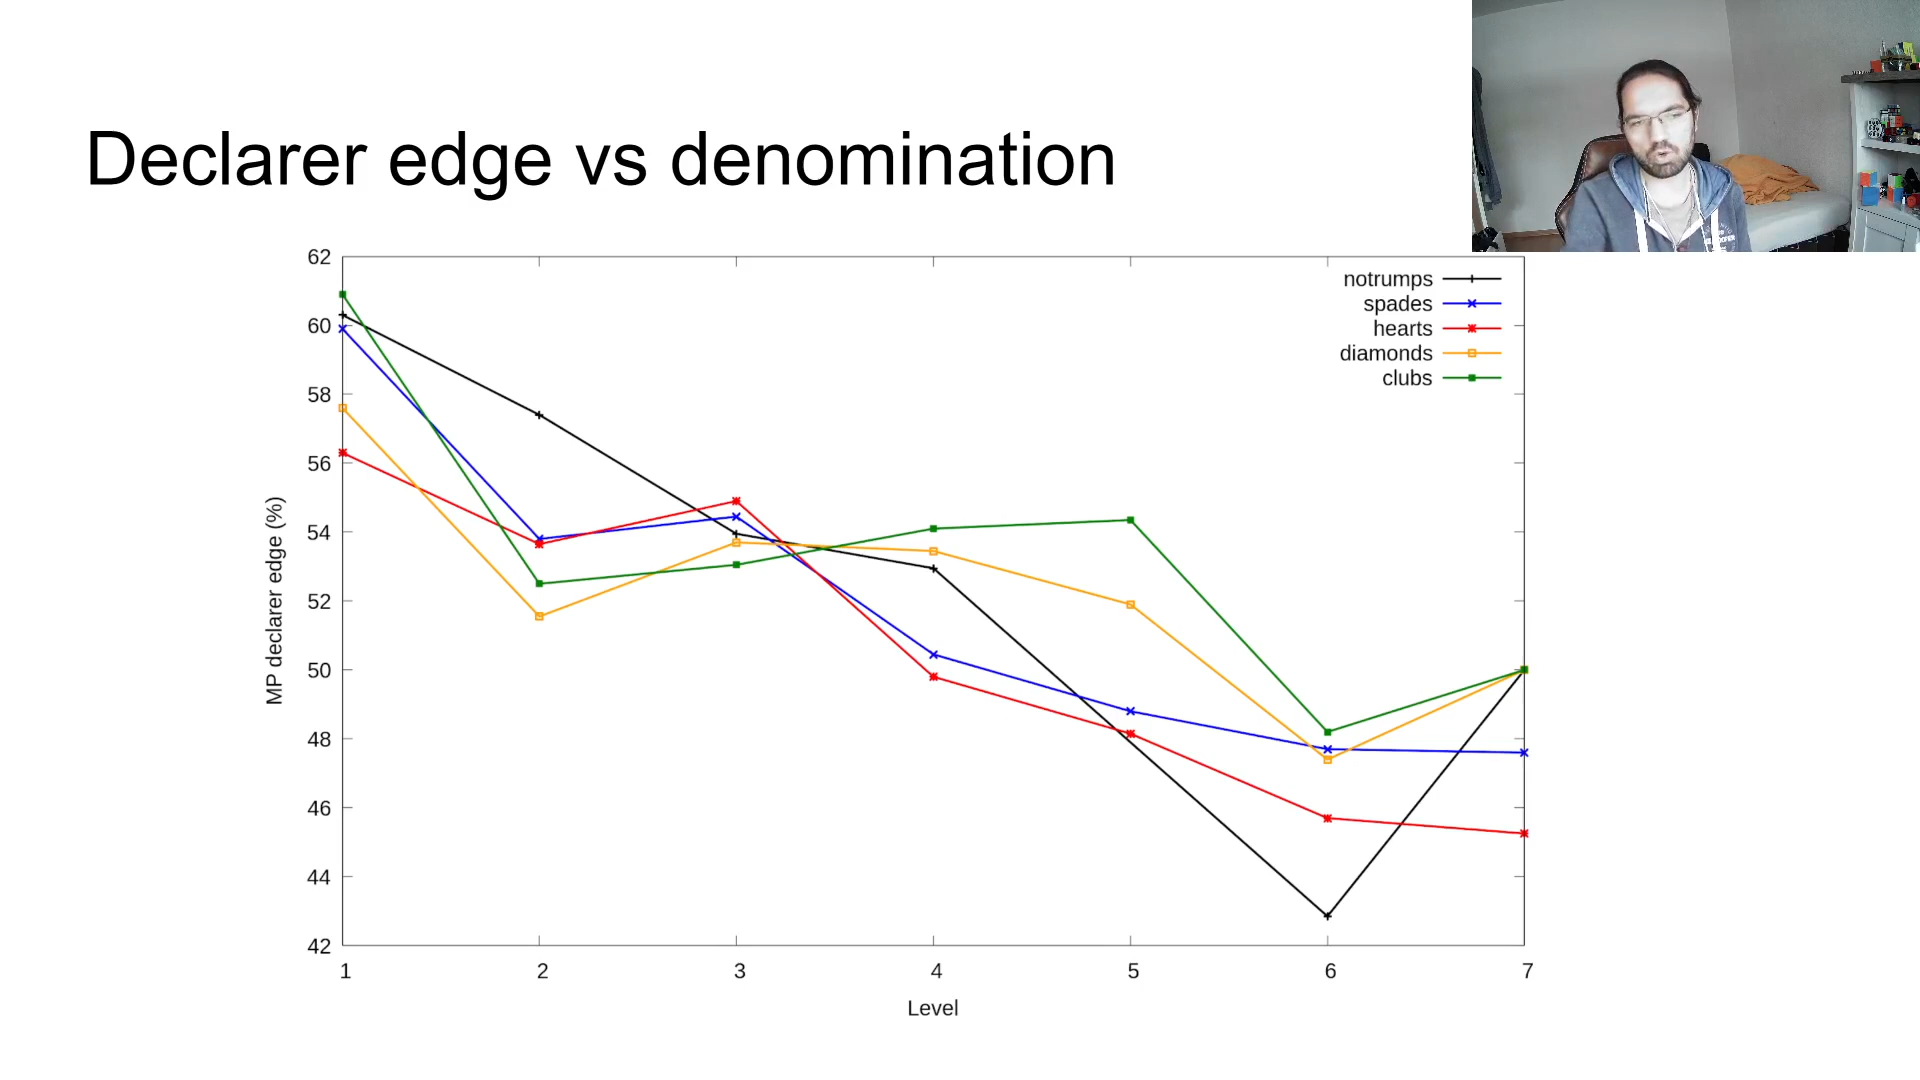 Declarer edge vs denomination
62
60
58
56
54
52
50
48
46
44
42
MP declarer edge (%)
notrumps
spades
hearts
diamonds
clubs
1 2 3 4 5 6 7
Level